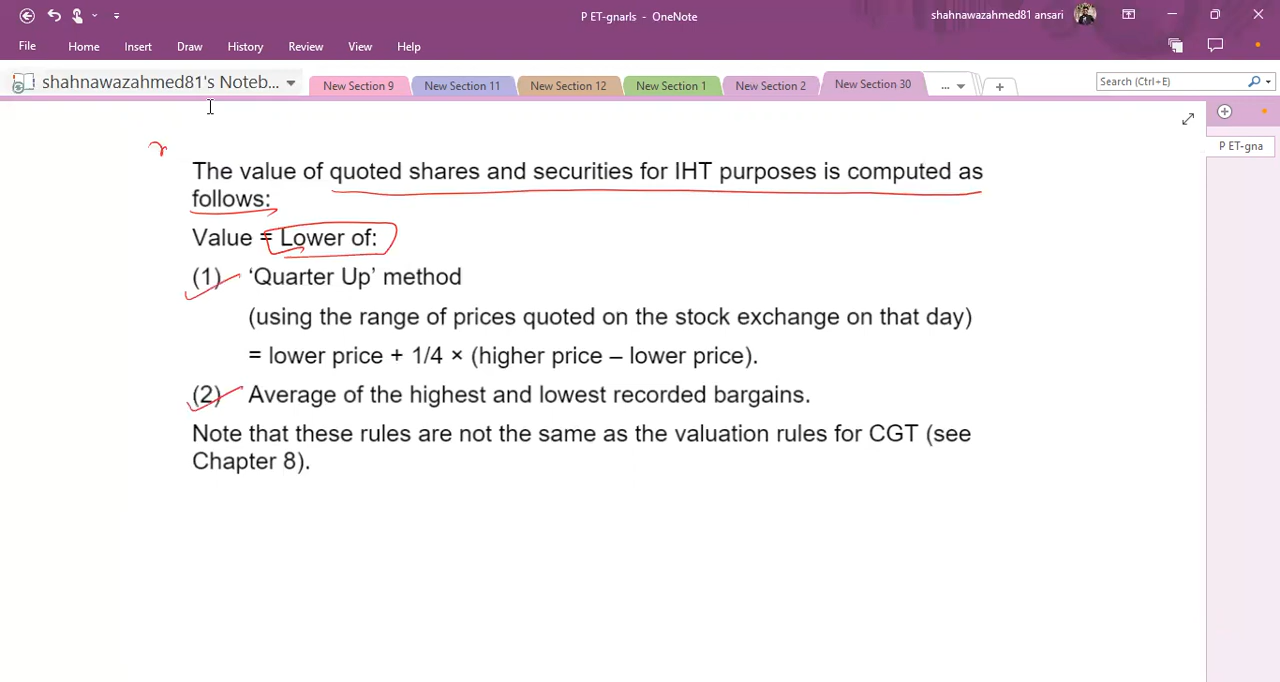 P ET-gnarls - OneNote
shahnawazahmed81 ansari
File Home Insert Draw History Review View Help
shahnawazahmed81's Noteb... New Section 9 New Section 11 New Section 12 New Section 1 New Section 2 New Section 30 ... + Search (Ctrl+E)
P ET-gna
The value of quoted shares and securities for IHT purposes is computed as
follows:
Value = Lower of:
(1) ‘Quarter Up’ method
(using the range of prices quoted on the stock exchange on that day)
= lower price + 1/4 × (higher price – lower price).
(2) Average of the highest and lowest recorded bargains.
Note that these rules are not the same as the valuation rules for CGT (see
Chapter 8).